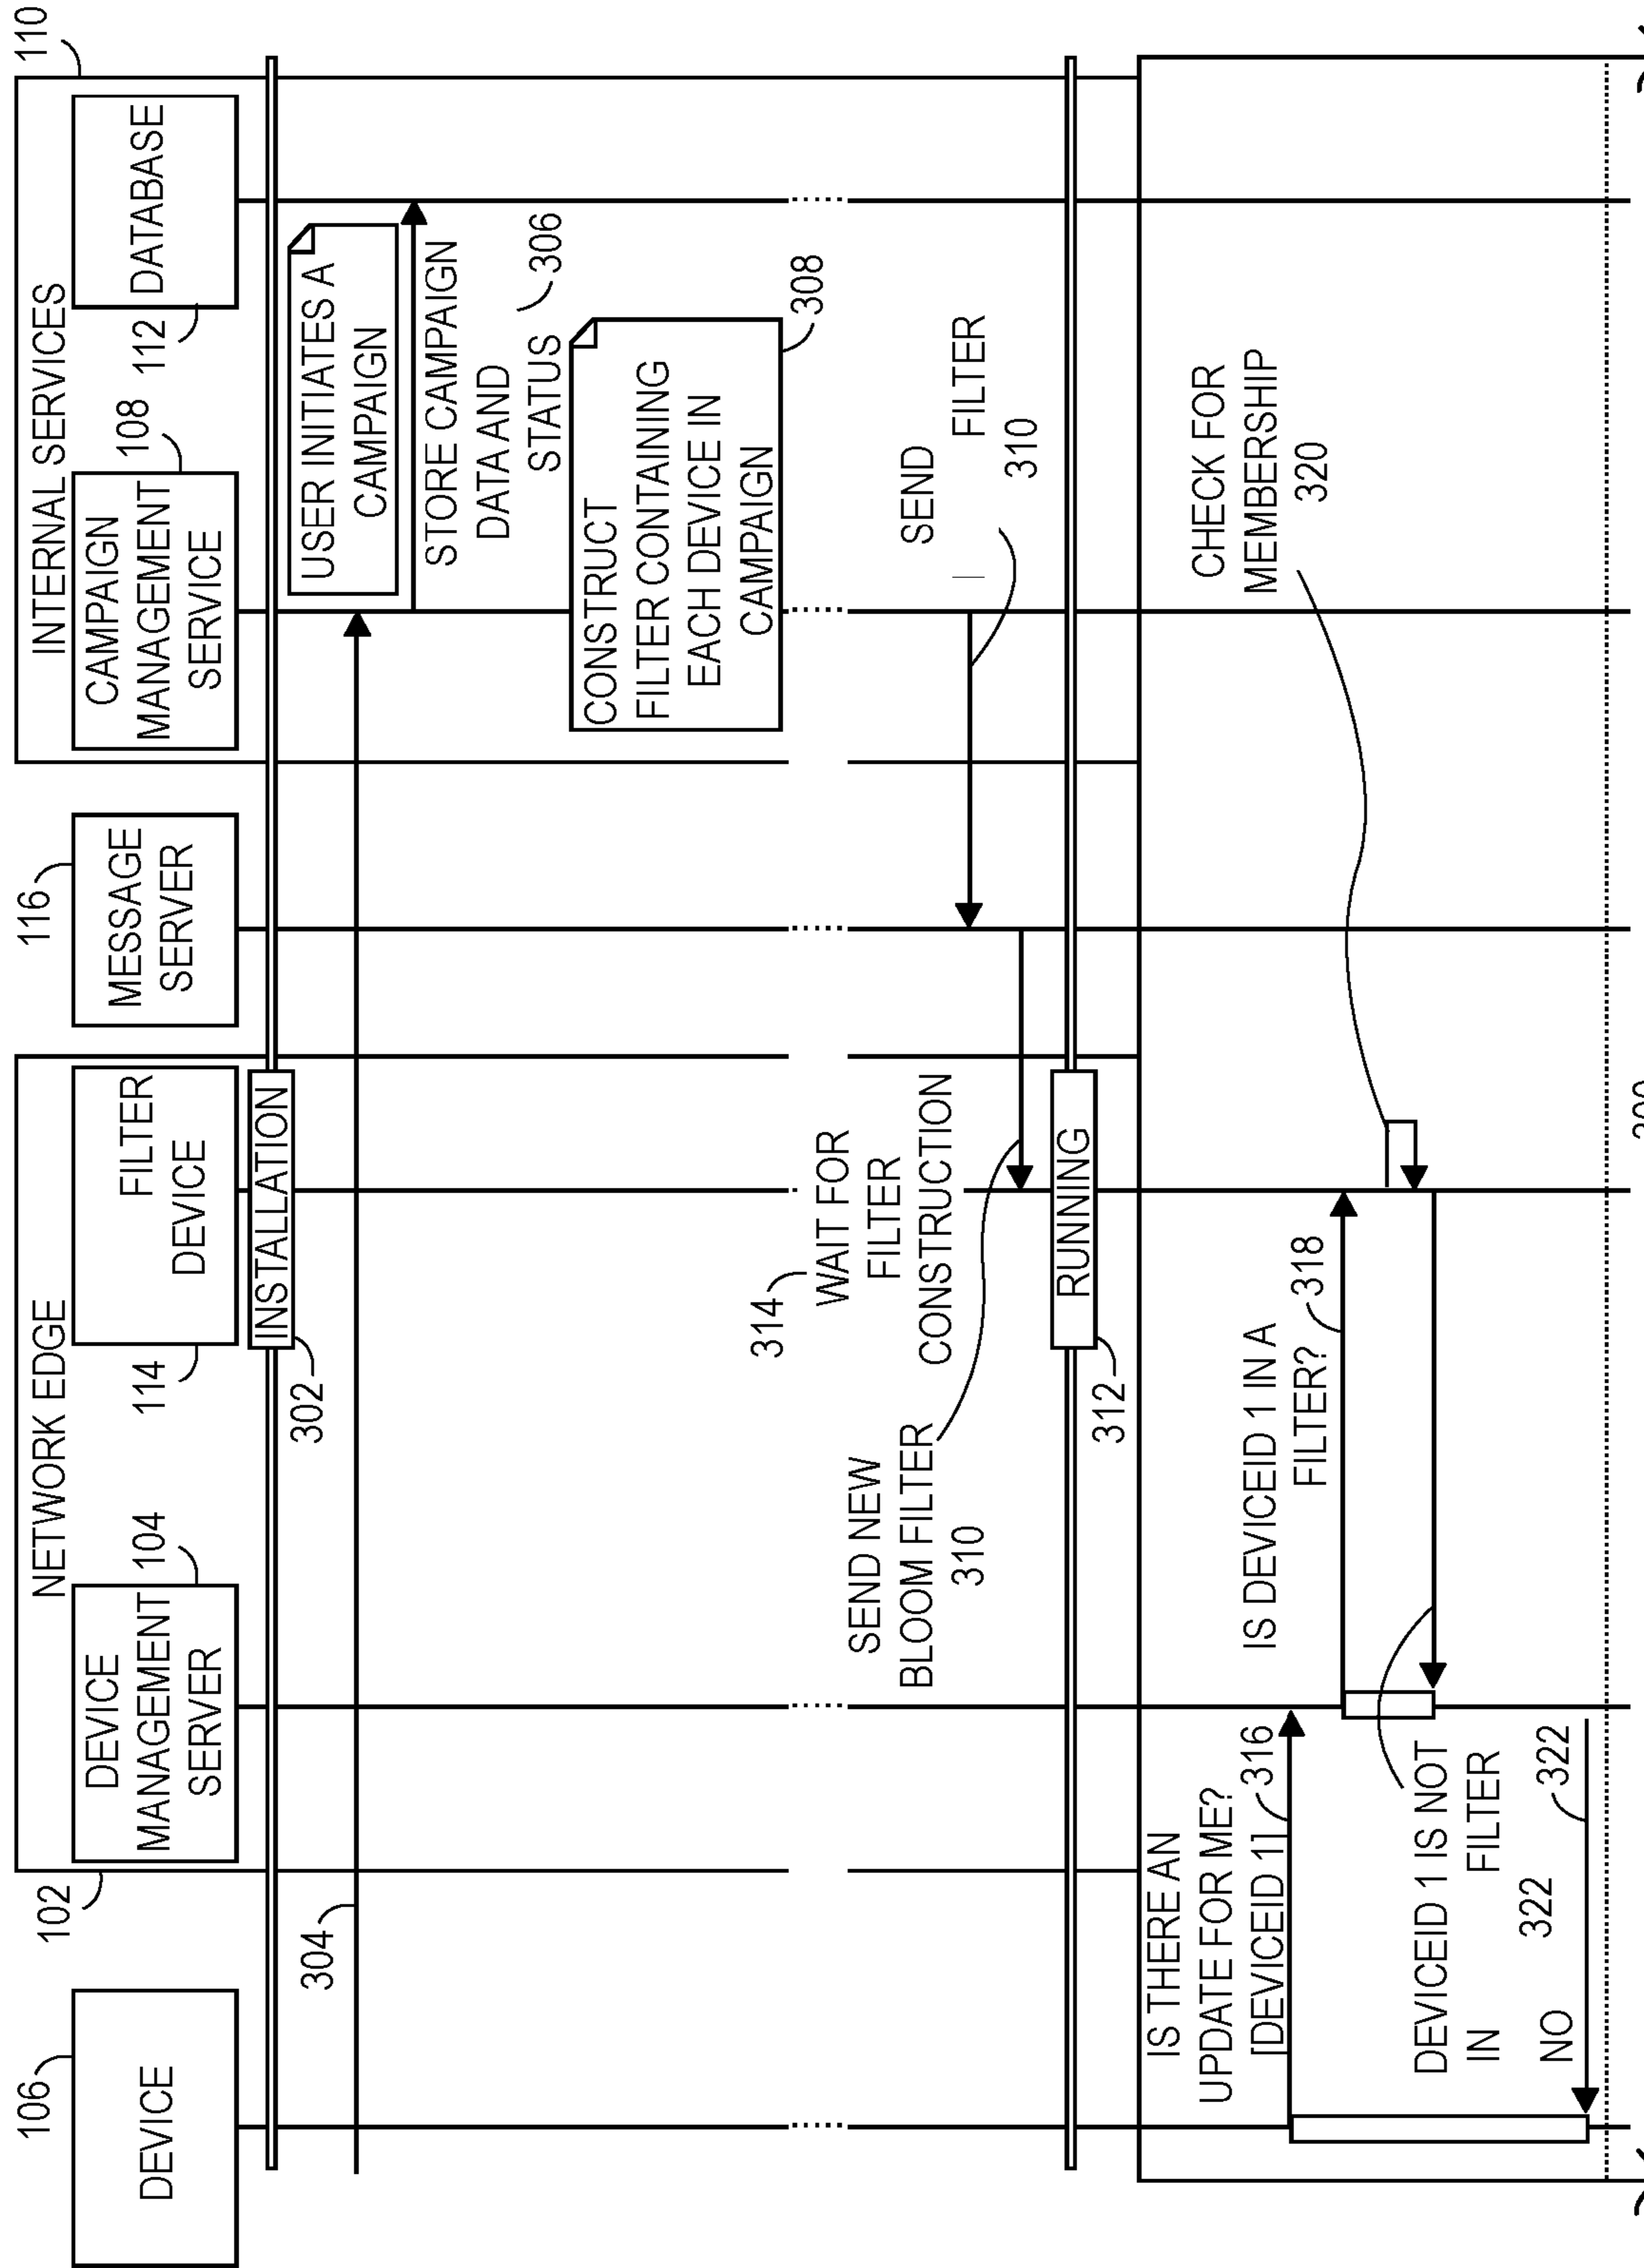 106
DEVICE
102
NETWORK EDGE
DEVICE
MANAGEMENT
SERVER
104
FILTER
DEVICE
114
116
MESSAGE
SERVER
INTERNAL SERVICES
110
CAMPAIGN
MANAGEMENT
SERVICE
108
DATABASE
112
INSTALLATION
302
304
USER INITIATES A
CAMPAIGN
STORE CAMPAIGN
DATA AND
STATUS
306
CONSTRUCT
FILTER CONTAINING
EACH DEVICE IN
CAMPAIGN
308
314
WAIT FOR
FILTER
CONSTRUCTION
SEND
FILTER
310
SEND NEW
BLOOM FILTER
310
RUNNING
312
IS THERE AN
UPDATE FOR ME?
[DEVICEID 1]
316
IS DEVICEID 1 IN A
FILTER?
318
CHECK FOR
MEMBERSHIP
320
DEVICEID 1 IS NOT
IN FILTER
322
NO
322